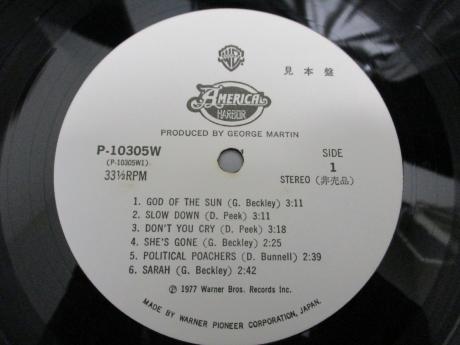 見本盤
AMERICA
HARBOR
PRODUCED BY GEORGE MARTIN
P-10305W
(P-10305W1)
33⅓RPM
SIDE
1
STEREO (非売品)
1. GOD OF THE SUN (G. Beckley) 3:11
2. SLOW DOWN (D. Peek) 3:11
3. DON'T YOU CRY (D. Peek) 3:18
4. SHE'S GONE (G. Beckley) 2:25
5. POLITICAL POACHERS (D. Bunnell) 2:39
6. SARAH (G. Beckley) 2:42
Ⓟ 1977 Warner Bros. Records Inc.
MADE BY WARNER PIONEER CORPORATION, JAPAN.